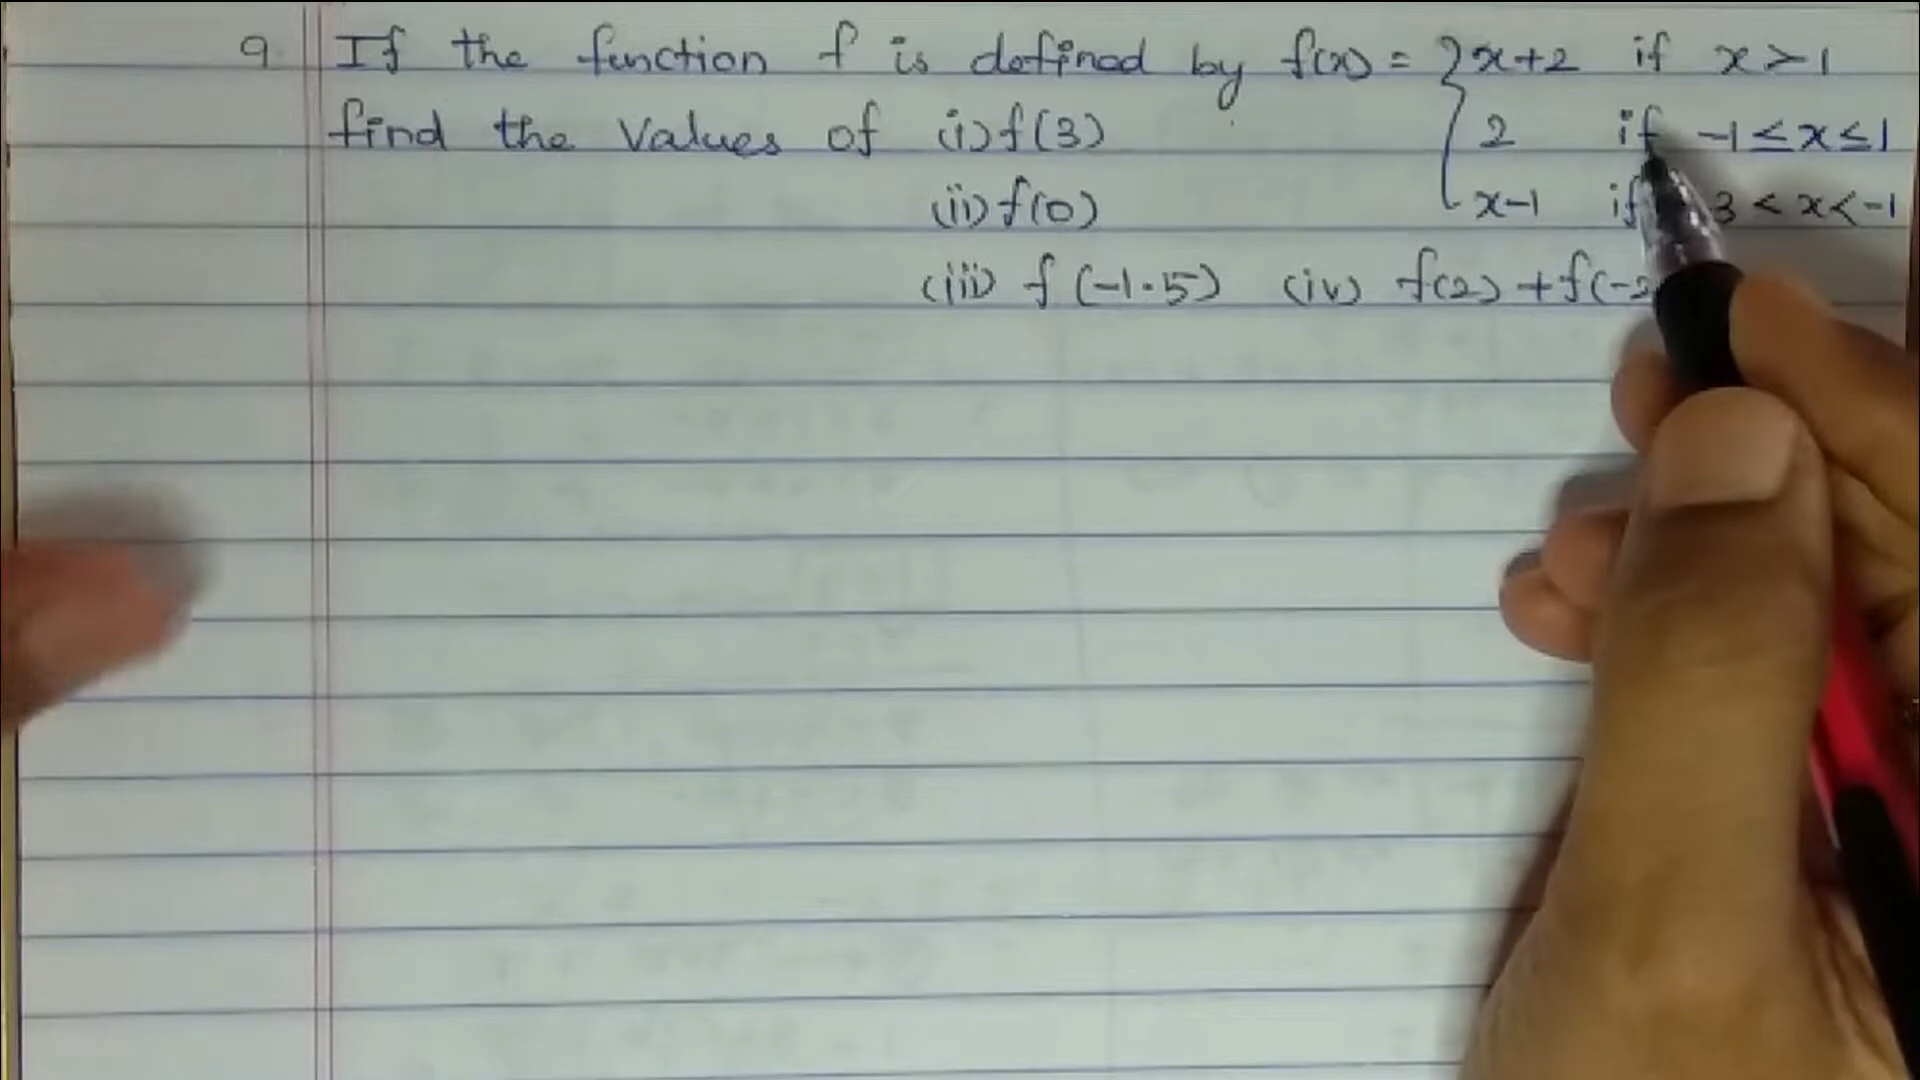 9. If the function f is defined by f(x) = { x+2 if x>1
find the values of (i) f(3) 2 if -1≤x≤1
(ii) f(0) x-1 if 3<x<-1
(iii) f(-1.5) (iv) f(2)+f(-2